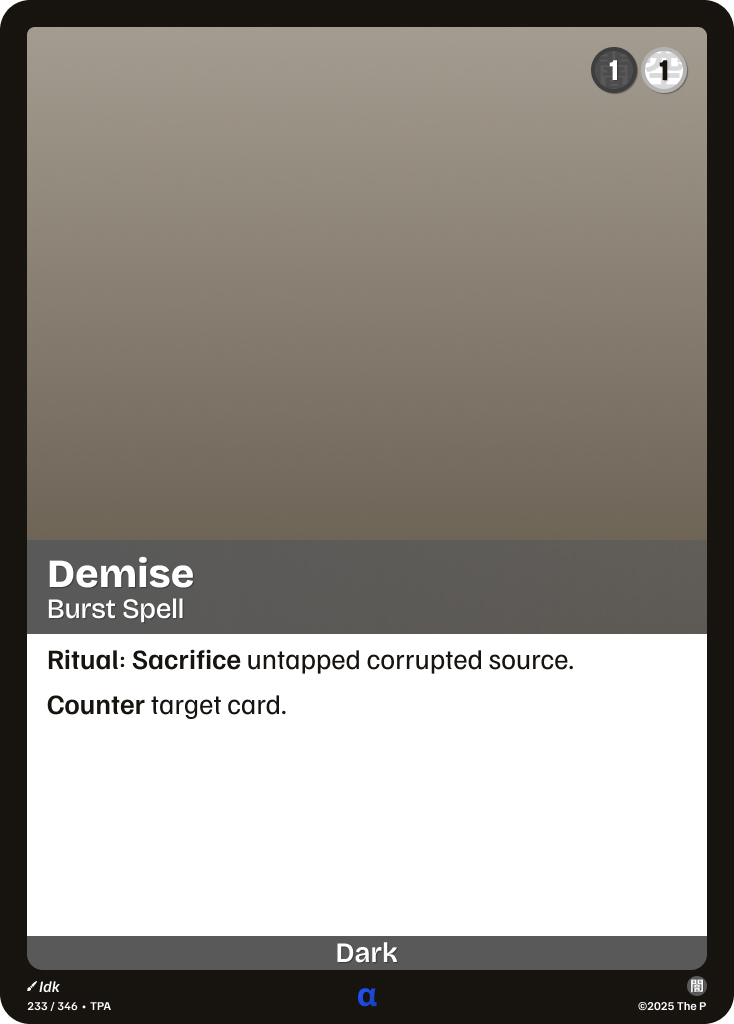 1 1
Demise
Burst Spell
Ritual: Sacrifice untapped corrupted source.
Counter target card.
Dark
Idk
α
闇
233 / 346 • TPA
©2025 The P